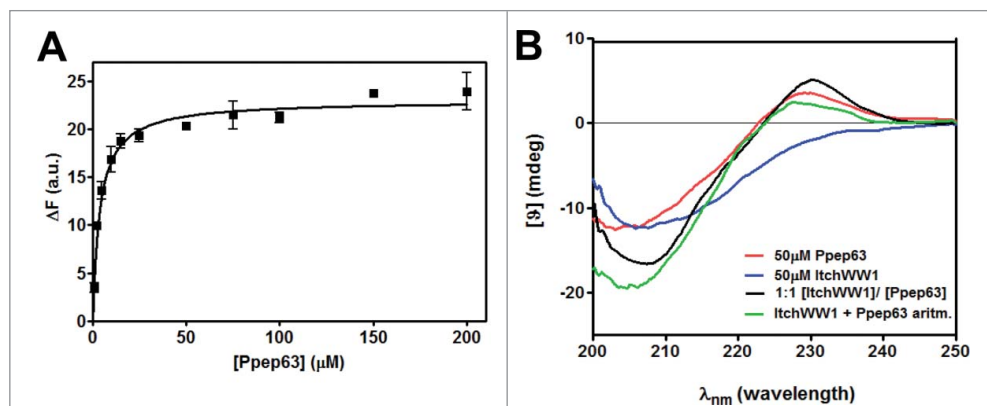 A
ΔF (a.u.)
25
20
15
10
5
0
0 50 100 150 200
[Ppep63] (μM)
B
[ϑ] (mdeg)
10
0
-10
-20
50μM Ppep63
50μM ItchWW1
1:1 [ItchWW1]/ [Ppep63]
ItchWW1 + Ppep63 aritm.
200 210 220 230 240 250
λnm (wavelength)